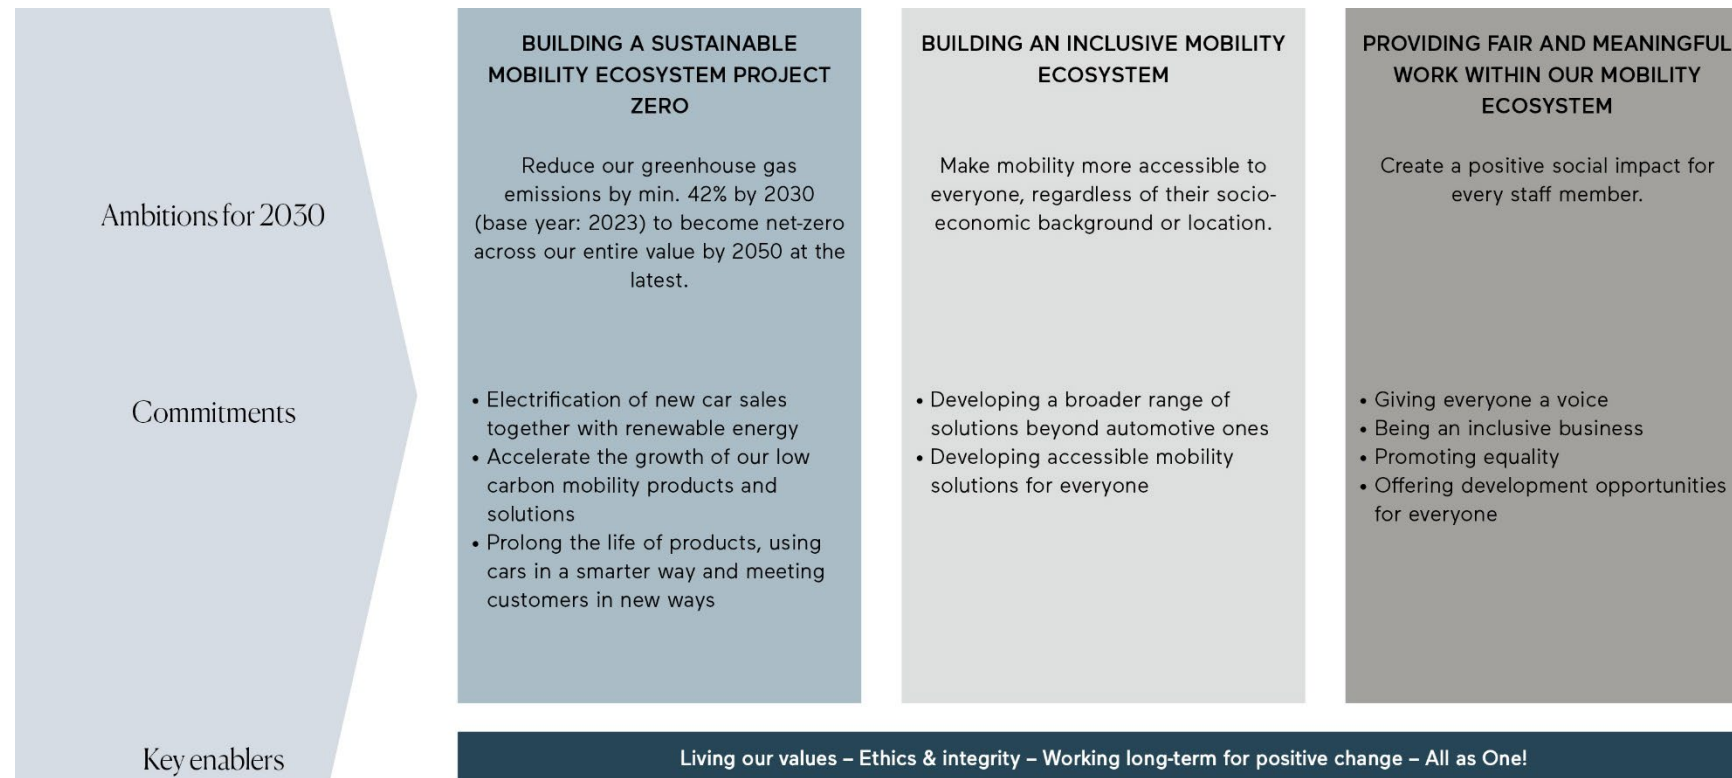 BUILDING A SUSTAINABLE
MOBILITY ECOSYSTEM PROJECT
ZERO
BUILDING AN INCLUSIVE MOBILITY
ECOSYSTEM
PROVIDING FAIR AND MEANINGFUL
WORK WITHIN OUR MOBILITY
ECOSYSTEM
Ambitions for 2030
Reduce our greenhouse gas
emissions by min. 42% by 2030
(base year: 2023) to become net-zero
across our entire value by 2050 at the
latest.
Make mobility more accessible to
everyone, regardless of their socio-
economic background or location.
Create a positive social impact for
every staff member.
Commitments
• Electrification of new car sales
together with renewable energy
• Accelerate the growth of our low
carbon mobility products and
solutions
• Prolong the life of products, using
cars in a smarter way and meeting
customers in new ways
• Developing a broader range of
solutions beyond automotive ones
• Developing accessible mobility
solutions for everyone
• Giving everyone a voice
• Being an inclusive business
• Promoting equality
• Offering development opportunities
for everyone
Key enablers
Living our values – Ethics & integrity – Working long-term for positive change – All as One!